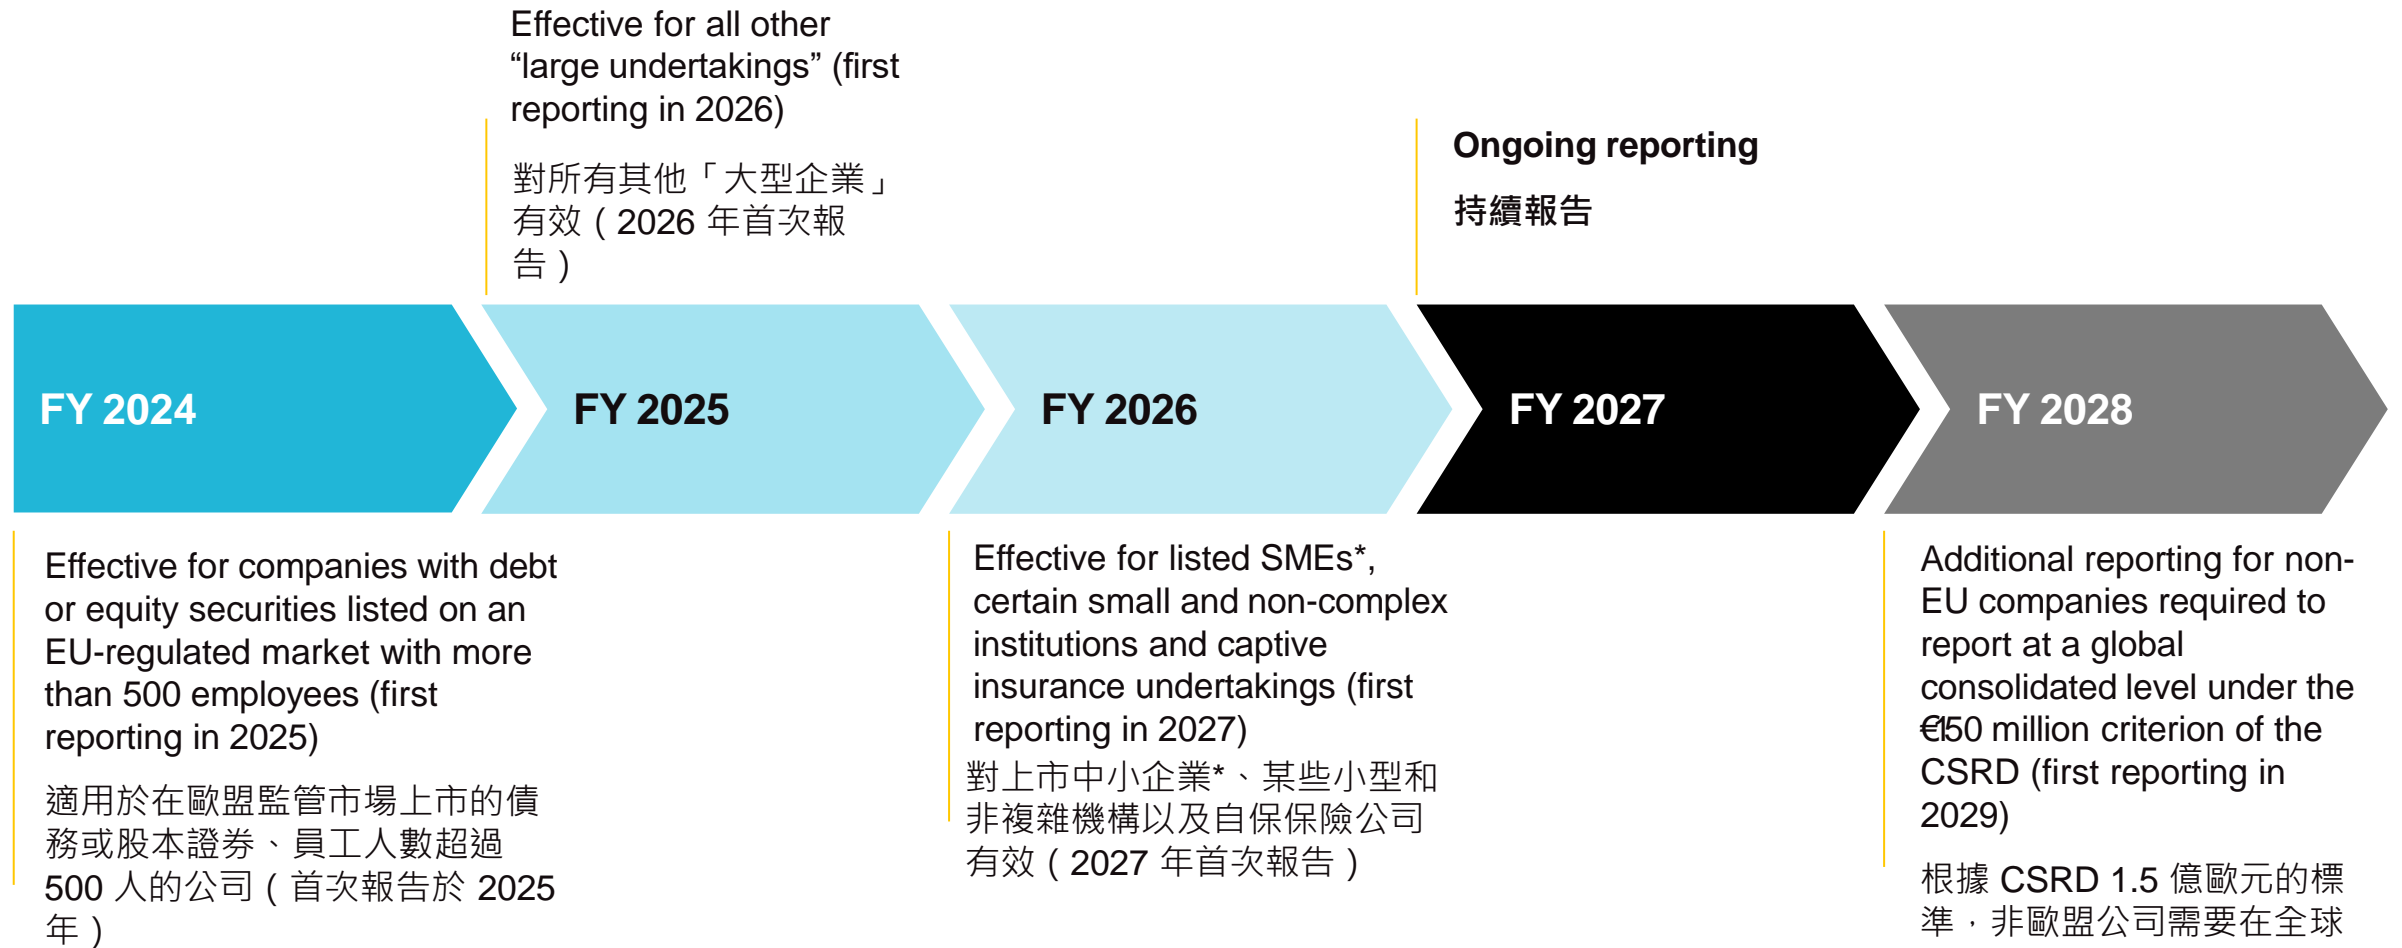 Effective for all other
“large undertakings” (first
reporting in 2026)
對所有其他「大型企業」
有效（2026 年首次報
告）
Ongoing reporting
持續報告
FY 2024
FY 2025
FY 2026
FY 2027
FY 2028
Effective for companies with debt
or equity securities listed on an
EU-regulated market with more
than 500 employees (first
reporting in 2025)
適用於在歐盟監管市場上市的債
務或股本證券、員工人數超過
500 人的公司（首次報告於 2025
年）
Effective for listed SMEs*,
certain small and non-complex
institutions and captive
insurance undertakings (first
reporting in 2027)
對上市中小企業*、某些小型和
非複雜機構以及自保保險公司
有效（2027 年首次報告）
Additional reporting for non-
EU companies required to
report at a global
consolidated level under the
€150 million criterion of the
CSRD (first reporting in
2029)
根據 CSRD 1.5 億歐元的標
準，非歐盟公司需要在全球